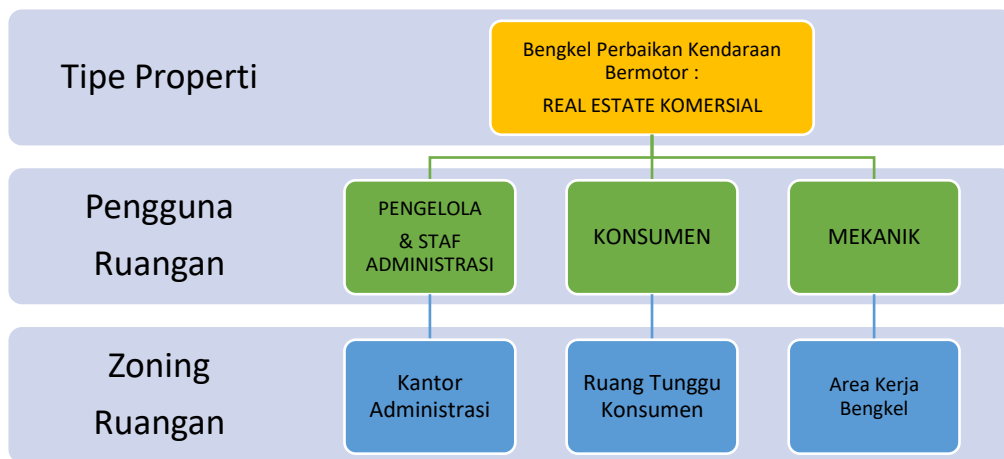 Tipe Properti
Bengkel Perbaikan Kendaraan
Bermotor :
REAL ESTATE KOMERSIAL
Pengguna
Ruangan
PENGELOLA
& STAF
ADMINISTRASI
KONSUMEN
MEKANIK
Zoning
Ruangan
Kantor
Administrasi
Ruang Tunggu
Konsumen
Area Kerja
Bengkel